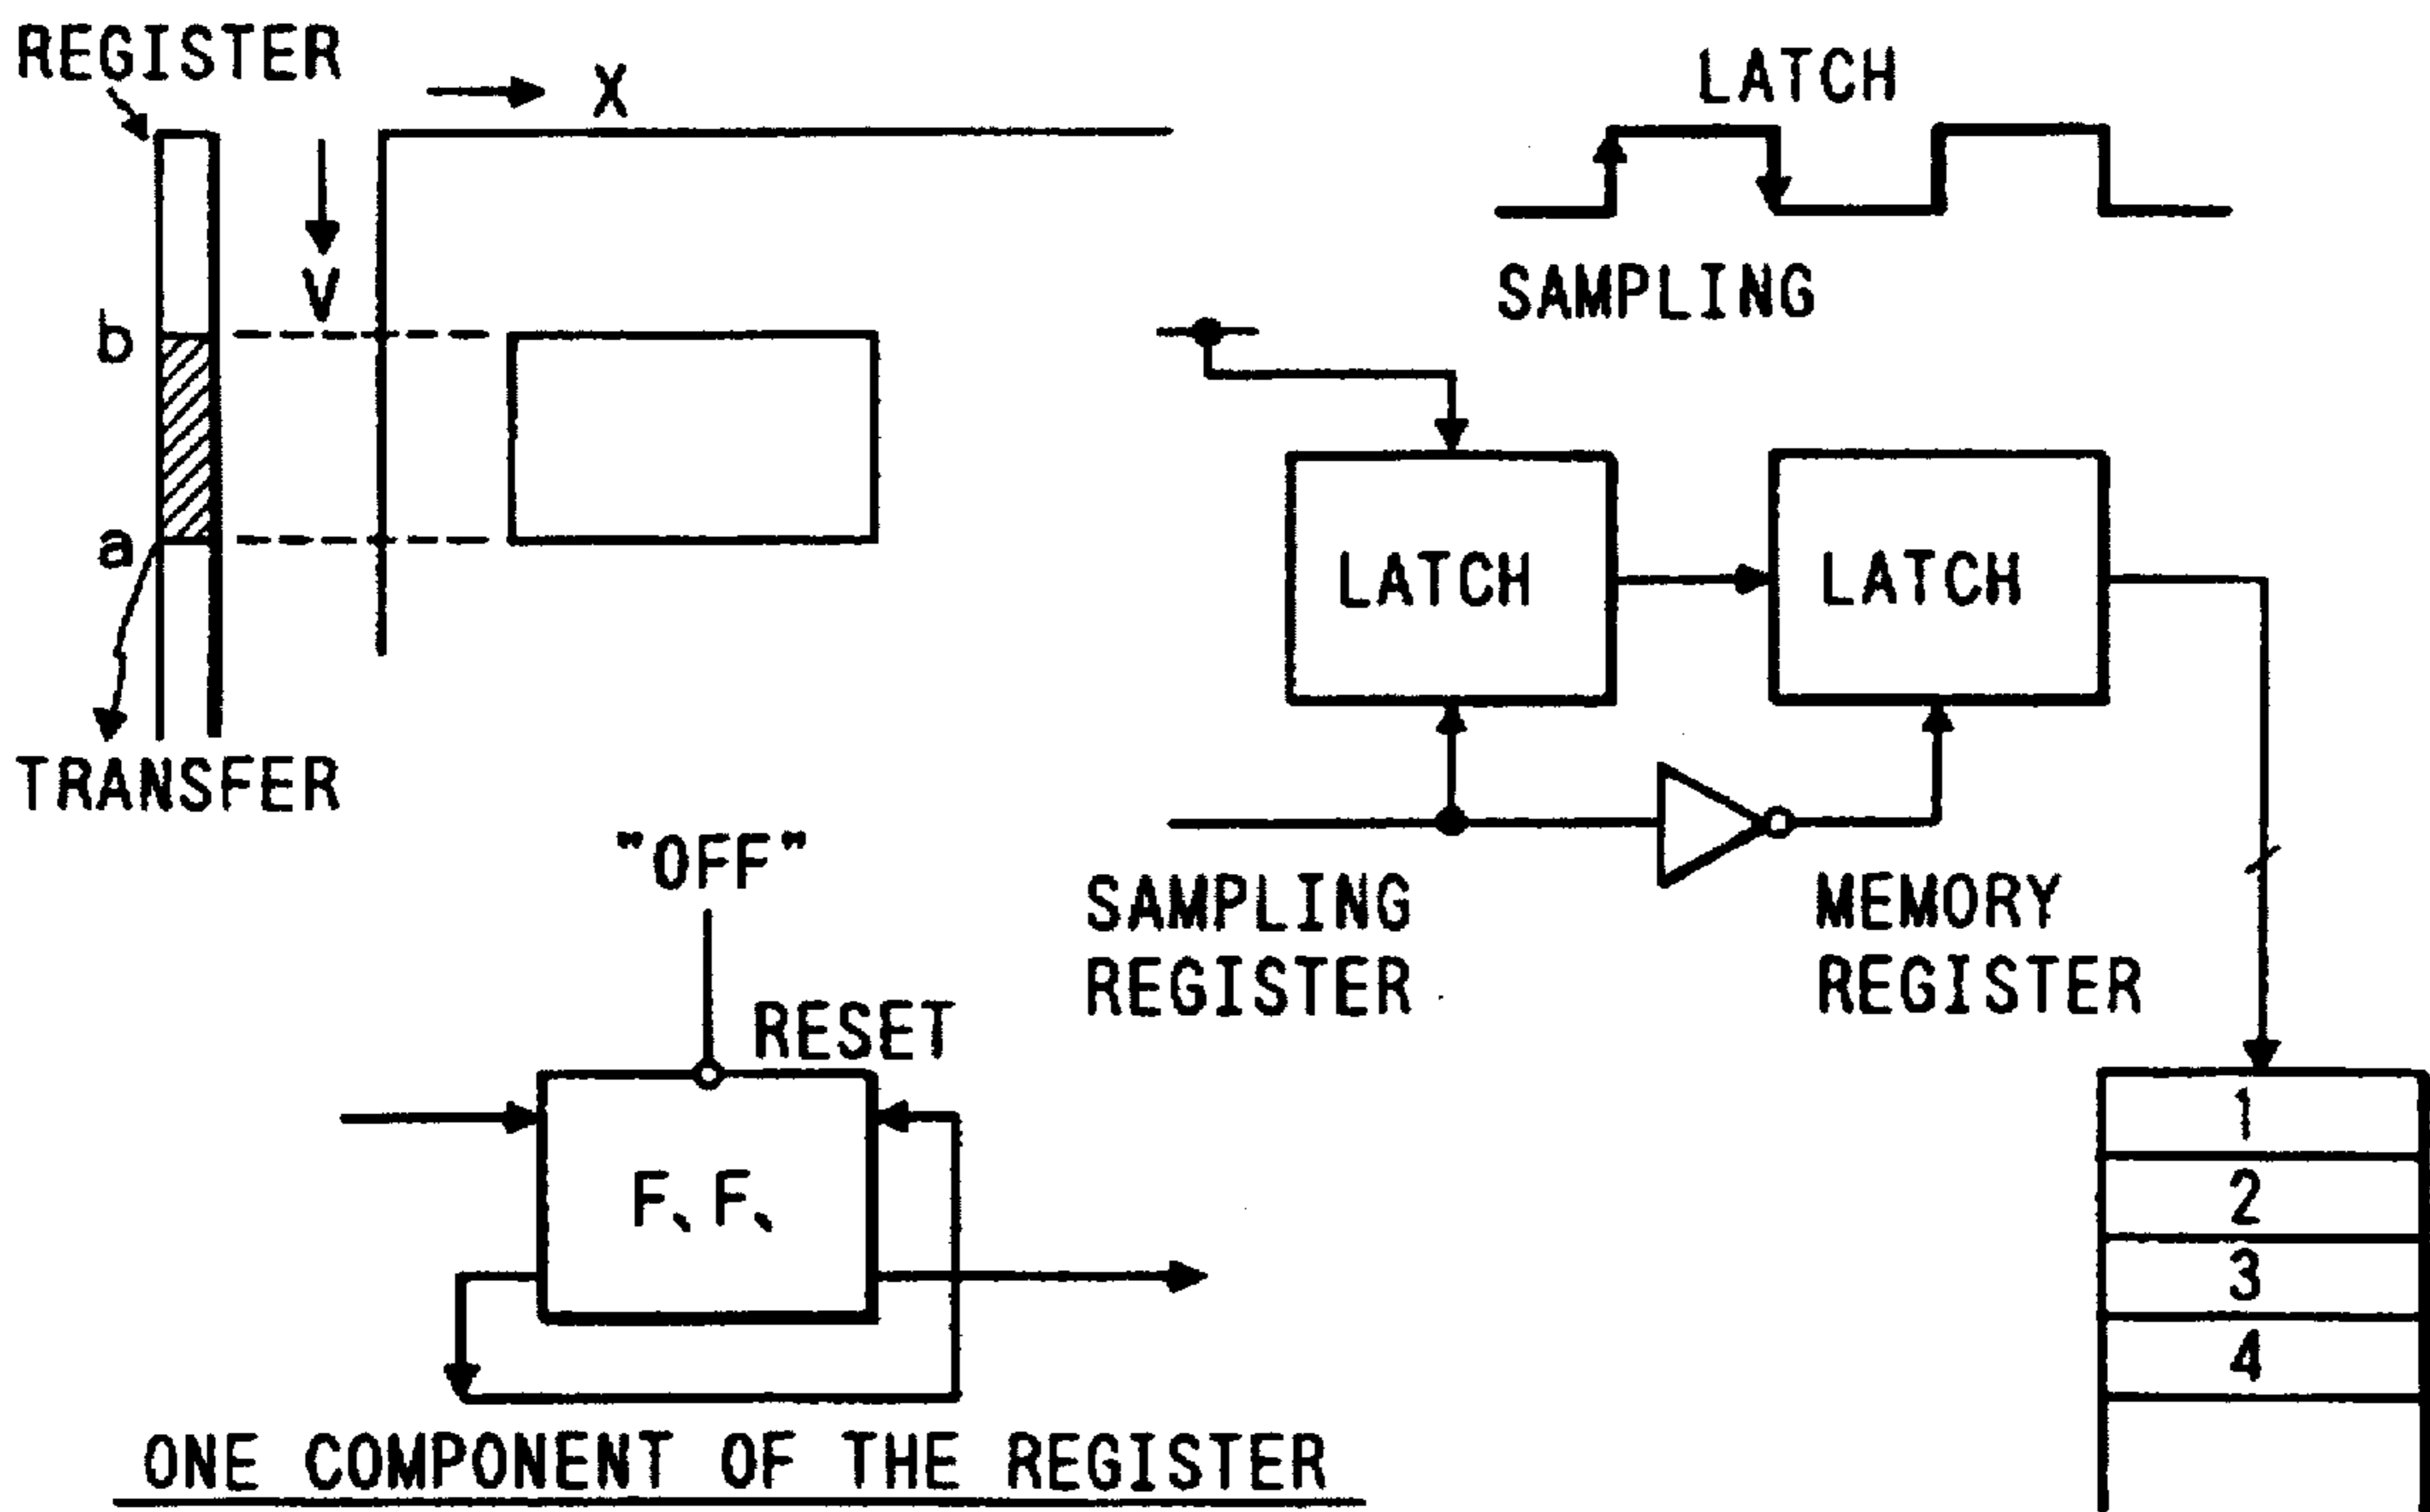 REGISTER
X
LATCH
V
SAMPLING
b
a
LATCH
LATCH
TRANSFER
"OFF"
SAMPLING
REGISTER
MEMORY
REGISTER
RESET
F、F、
1
2
3
4
ONE COMPONENT OF THE REGISTER